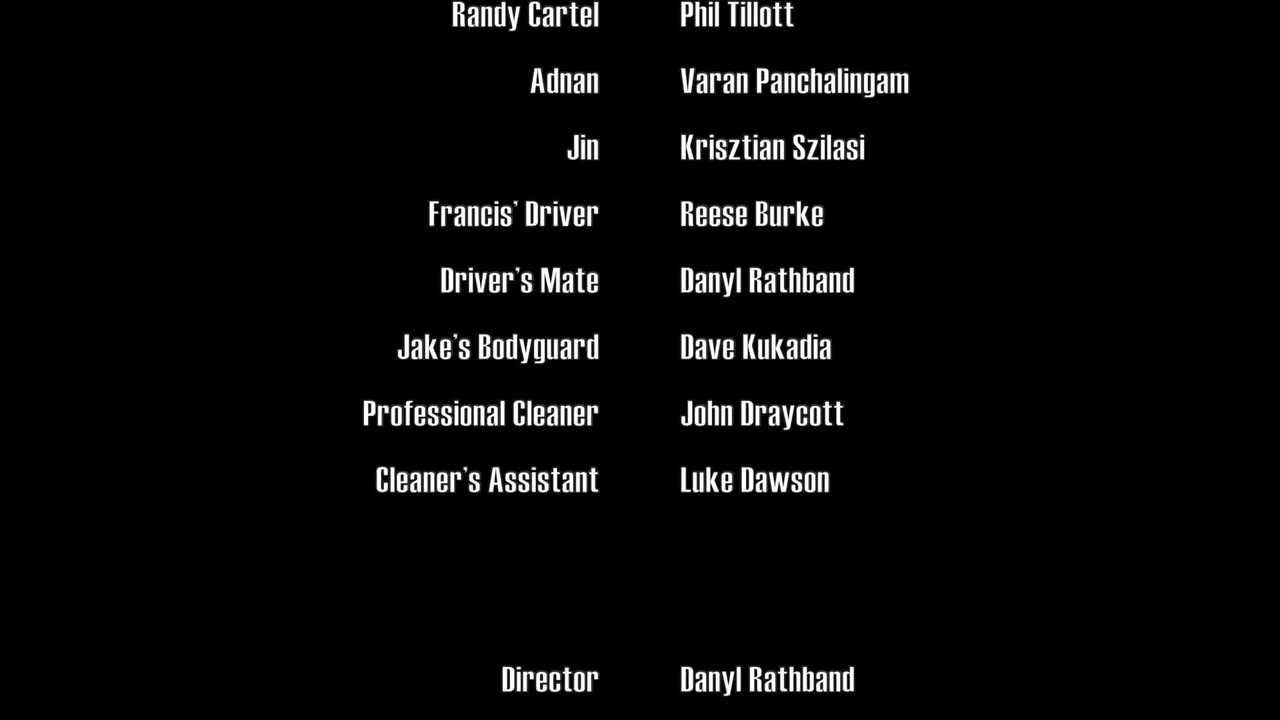 Randy Cartel Phil Tillott
Adnan Varan Panchalingam
Jin Krisztian Szilasi
Francis’ Driver Reese Burke
Driver’s Mate Danyl Rathband
Jake’s Bodyguard Dave Kukadia
Professional Cleaner John Draycott
Cleaner’s Assistant Luke Dawson
Director Danyl Rathband